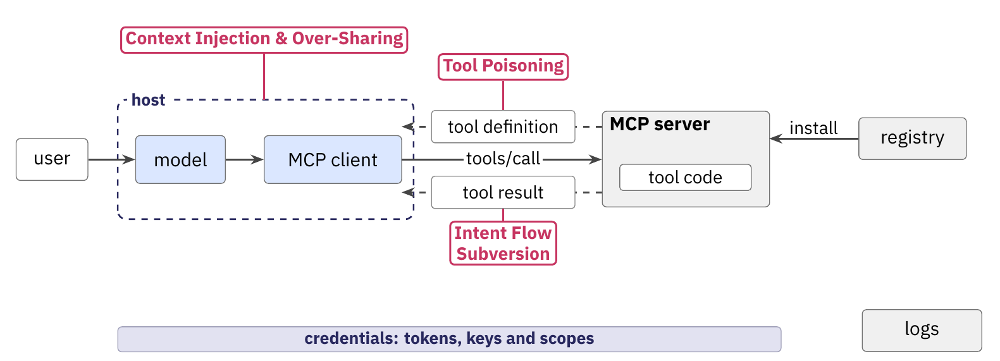 Context Injection & Over-Sharing
Tool Poisoning
host
user
model
MCP client
tool definition
tools/call
tool result
MCP server
tool code
install
registry
Intent Flow
Subversion
credentials: tokens, keys and scopes
logs